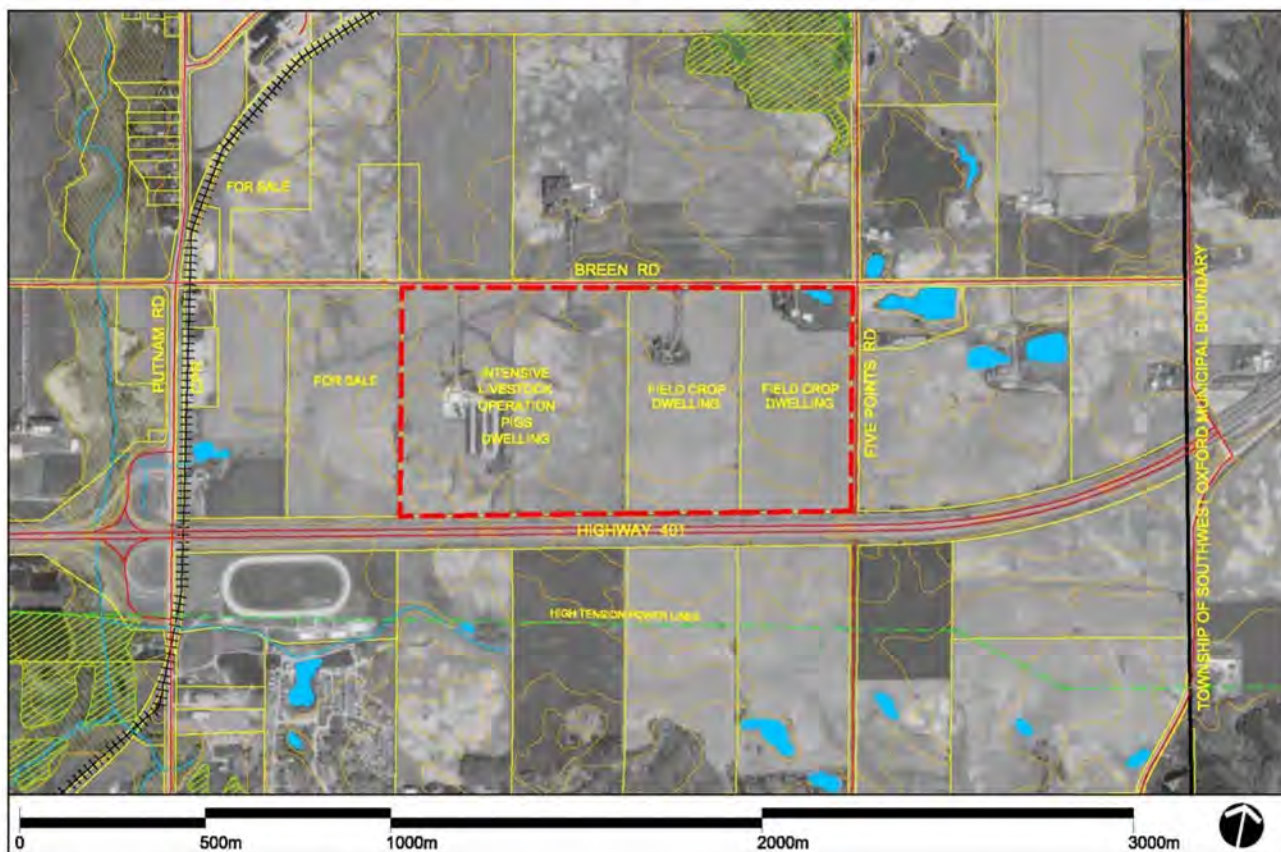 FOR SALE
BREEN RD
PUTNAM RD
FOR SALE
INTENSIVE
LIVESTOCK
OPERATION
PIGS
DWELLING
FIELD CROP
DWELLING
FIELD CROP
DWELLING
FIVE POINTS RD
TOWNSHIP OF SOUTHWEST OXFORD MUNICIPAL BOUNDARY
HIGHWAY 401
HIGH TENSION POWER LINES
0
500m
1000m
2000m
3000m